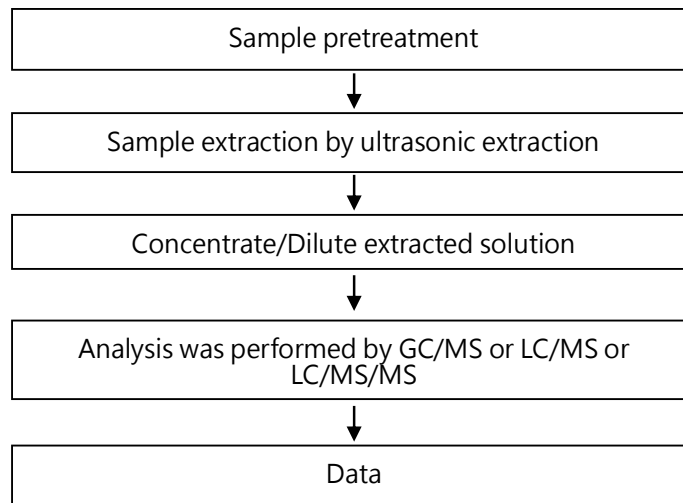 Sample pretreatment
Sample extraction by ultrasonic extraction
Concentrate/Dilute extracted solution
Analysis was performed by GC/MS or LC/MS or
LC/MS/MS
Data